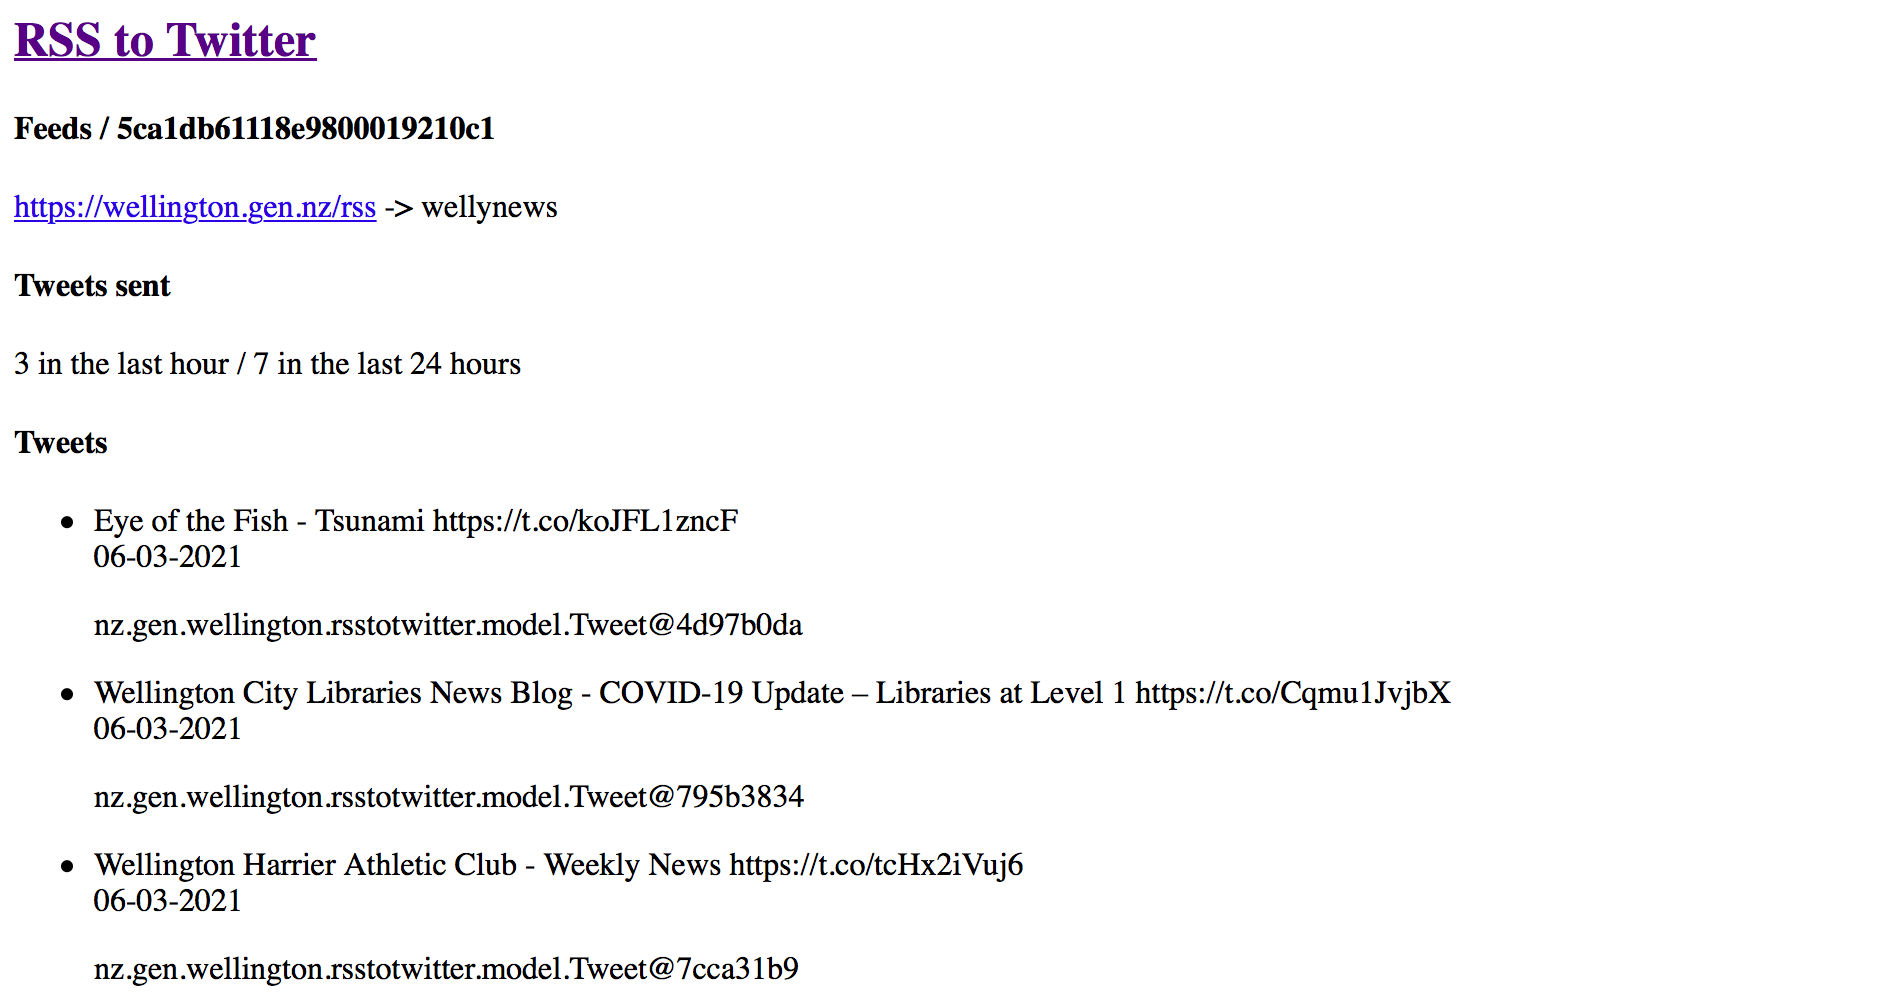 RSS to Twitter
Feeds / 5ca1db61118e9800019210c1
https://wellington.gen.nz/rss -> wellynews
Tweets sent
3 in the last hour / 7 in the last 24 hours
Tweets
• Eye of the Fish - Tsunami https://t.co/koJFL1zncF
06-03-2021
nz.gen.wellington.rsstotwitter.model.Tweet@4d97b0da
• Wellington City Libraries News Blog - COVID-19 Update – Libraries at Level 1 https://t.co/Cqmu1JvjbX
06-03-2021
nz.gen.wellington.rsstotwitter.model.Tweet@795b3834
• Wellington Harrier Athletic Club - Weekly News https://t.co/tcHx2iVuj6
06-03-2021
nz.gen.wellington.rsstotwitter.model.Tweet@7cca31b9